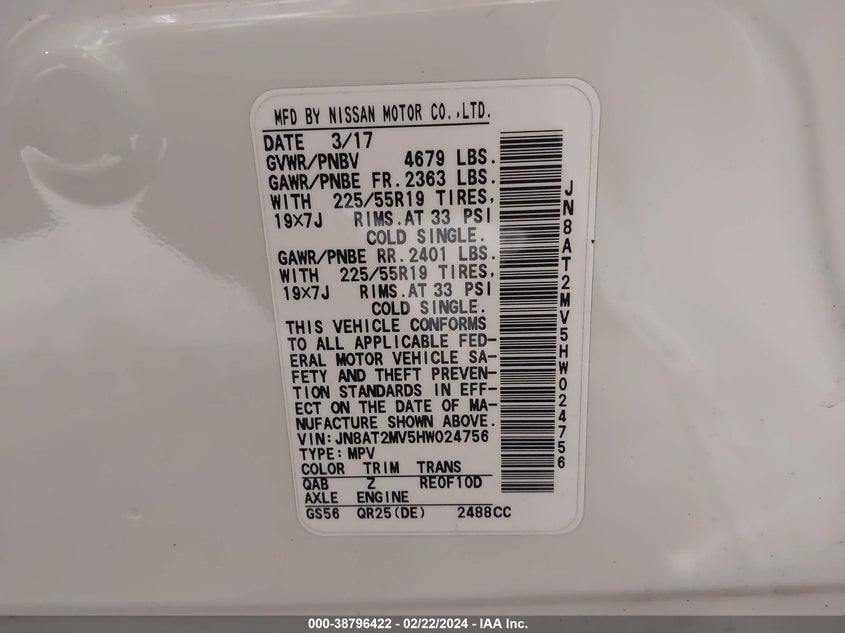 MFD BY NISSAN MOTOR CO.,LTD.
DATE 3/17
GVWR/PNBV 4679 LBS.
GAWR/PNBE FR.2363 LBS.
WITH 225/55R19 TIRES,
19×7J RIMS.AT 33 PSI
COLD SINGLE.
GAWR/PNBE RR.2401 LBS.
WITH 225/55R19 TIRES,
19×7J RIMS.AT 33 PSI
COLD SINGLE.
THIS VEHICLE CONFORMS
TO ALL APPLICABLE FED-
ERAL MOTOR VEHICLE SA-
FETY AND THEFT PREVEN-
TION STANDARDS IN EFF-
ECT ON THE DATE OF MA-
NUFACTURE SHOWN ABOVE.
VIN:JN8AT2MV5HW024756
TYPE:MPV
COLOR TRIM TRANS
QAB Z RE0F10D
AXLE ENGINE
GS56 QR25(DE) 2488CC
JN8AT2MV5HW024756
000-38796422 - 02/22/2024 - IAA Inc.